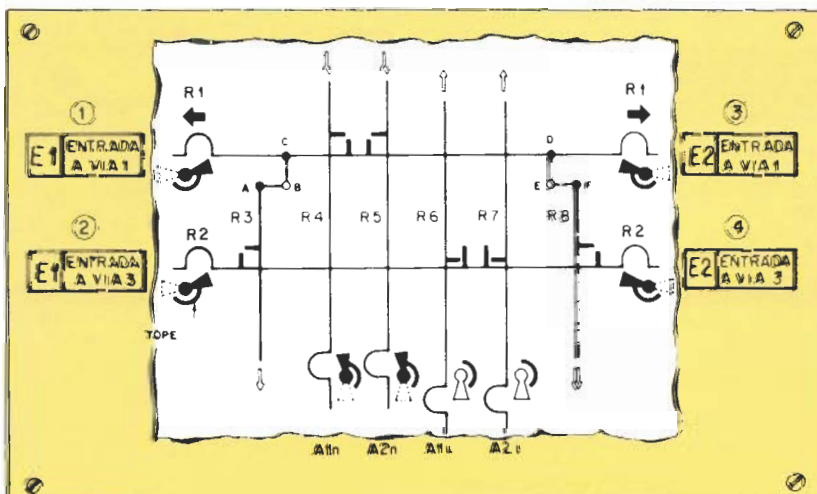 1
R1
E1 ENTRADA A VIA 1
2
R2
E1 ENTRADA A VIA 3
TOPE
C
A
B
R3
R4
R5
R6
R7
R8
D
E
F
A1n
A2n
A1u
3
R1
E2 ENTRADA A VIA 1
4
R2
E2 ENTRADA A VIA 3